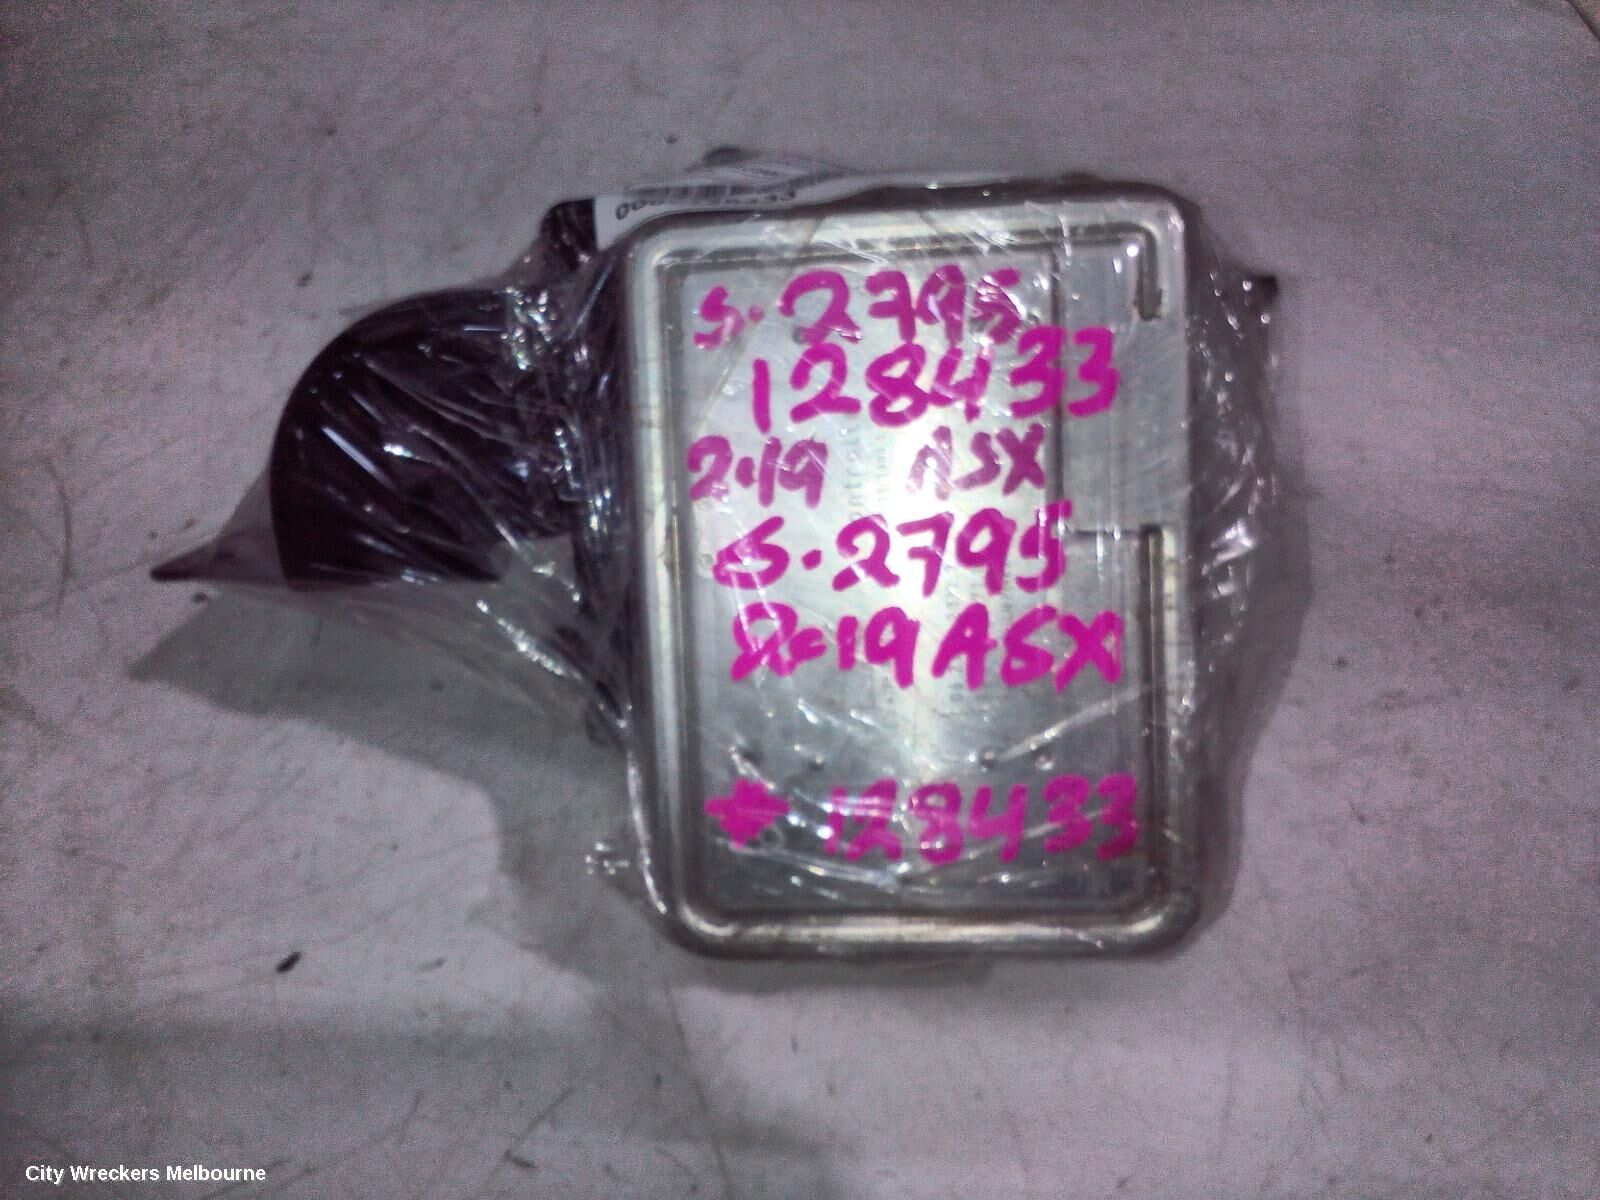 S.2795
128433
2.19 ASX
S.2795
2.19 ASX
* 128433
City Wreckers Melbourne